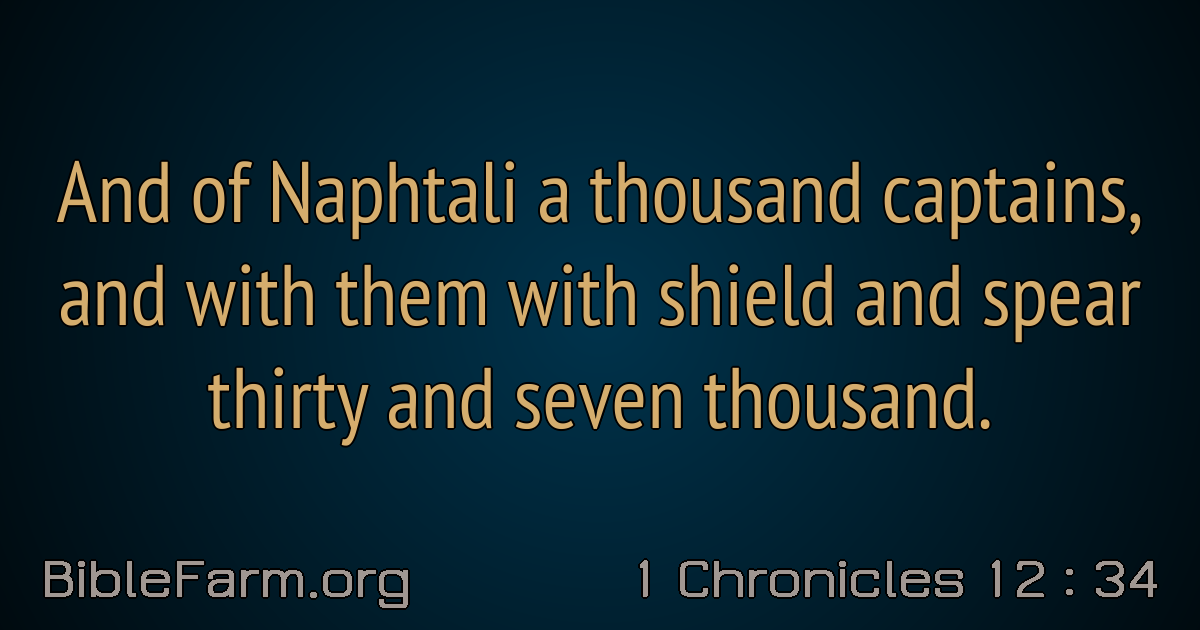 And of Naphtali a thousand captains,
and with them with shield and spear
thirty and seven thousand.
BibleFarm.org
1 Chronicles 12 : 34